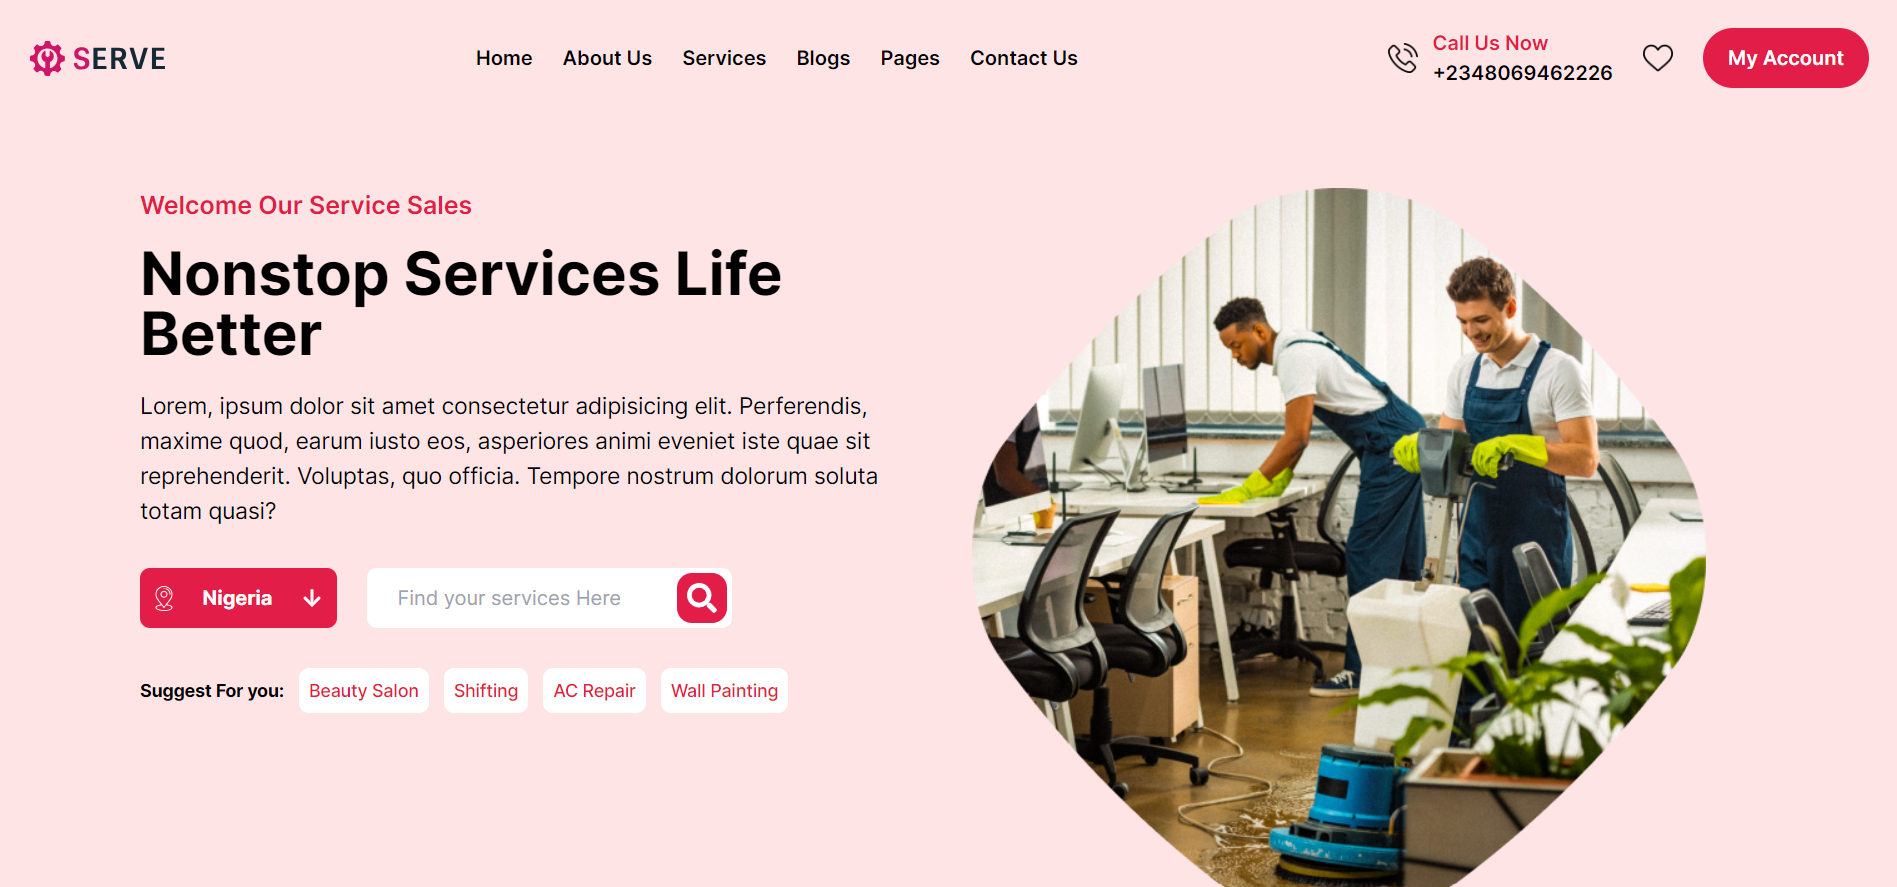 SERVE
Home About Us Services Blogs Pages Contact Us
Call Us Now
+2348069462226
My Account
Welcome Our Service Sales
Nonstop Services Life
Better
Lorem, ipsum dolor sit amet consectetur adipisicing elit. Perferendis,
maxime quod, earum iusto eos, asperiores animi eveniet iste quae sit
reprehenderit. Voluptas, quo officia. Tempore nostrum dolorum soluta
totam quasi?
Nigeria
Find your services Here
Suggest For you: Beauty Salon Shifting AC Repair Wall Painting